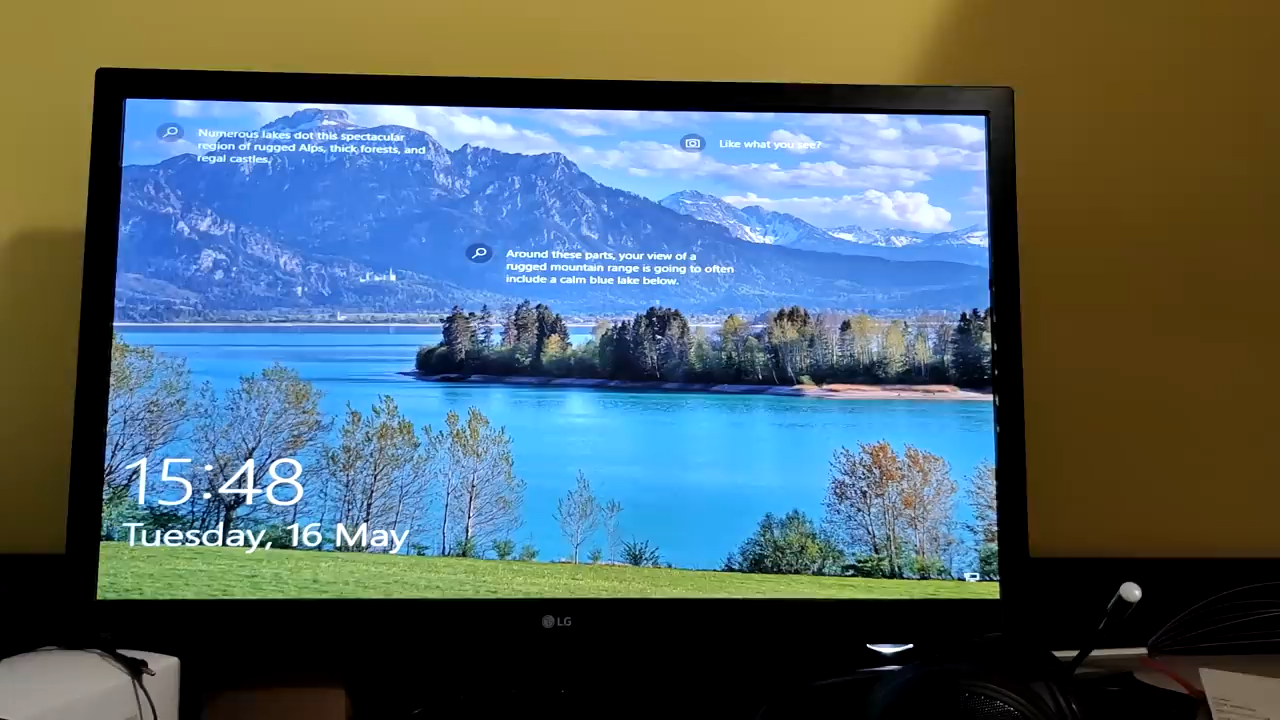 Numerous lakes dot this spectacular
region of rugged Alps, thick forests, and
regal castles.
Like what you see?
Around these parts, your view of a
rugged mountain range is going to often
include a calm blue lake below.
15:48
Tuesday, 16 May
LG